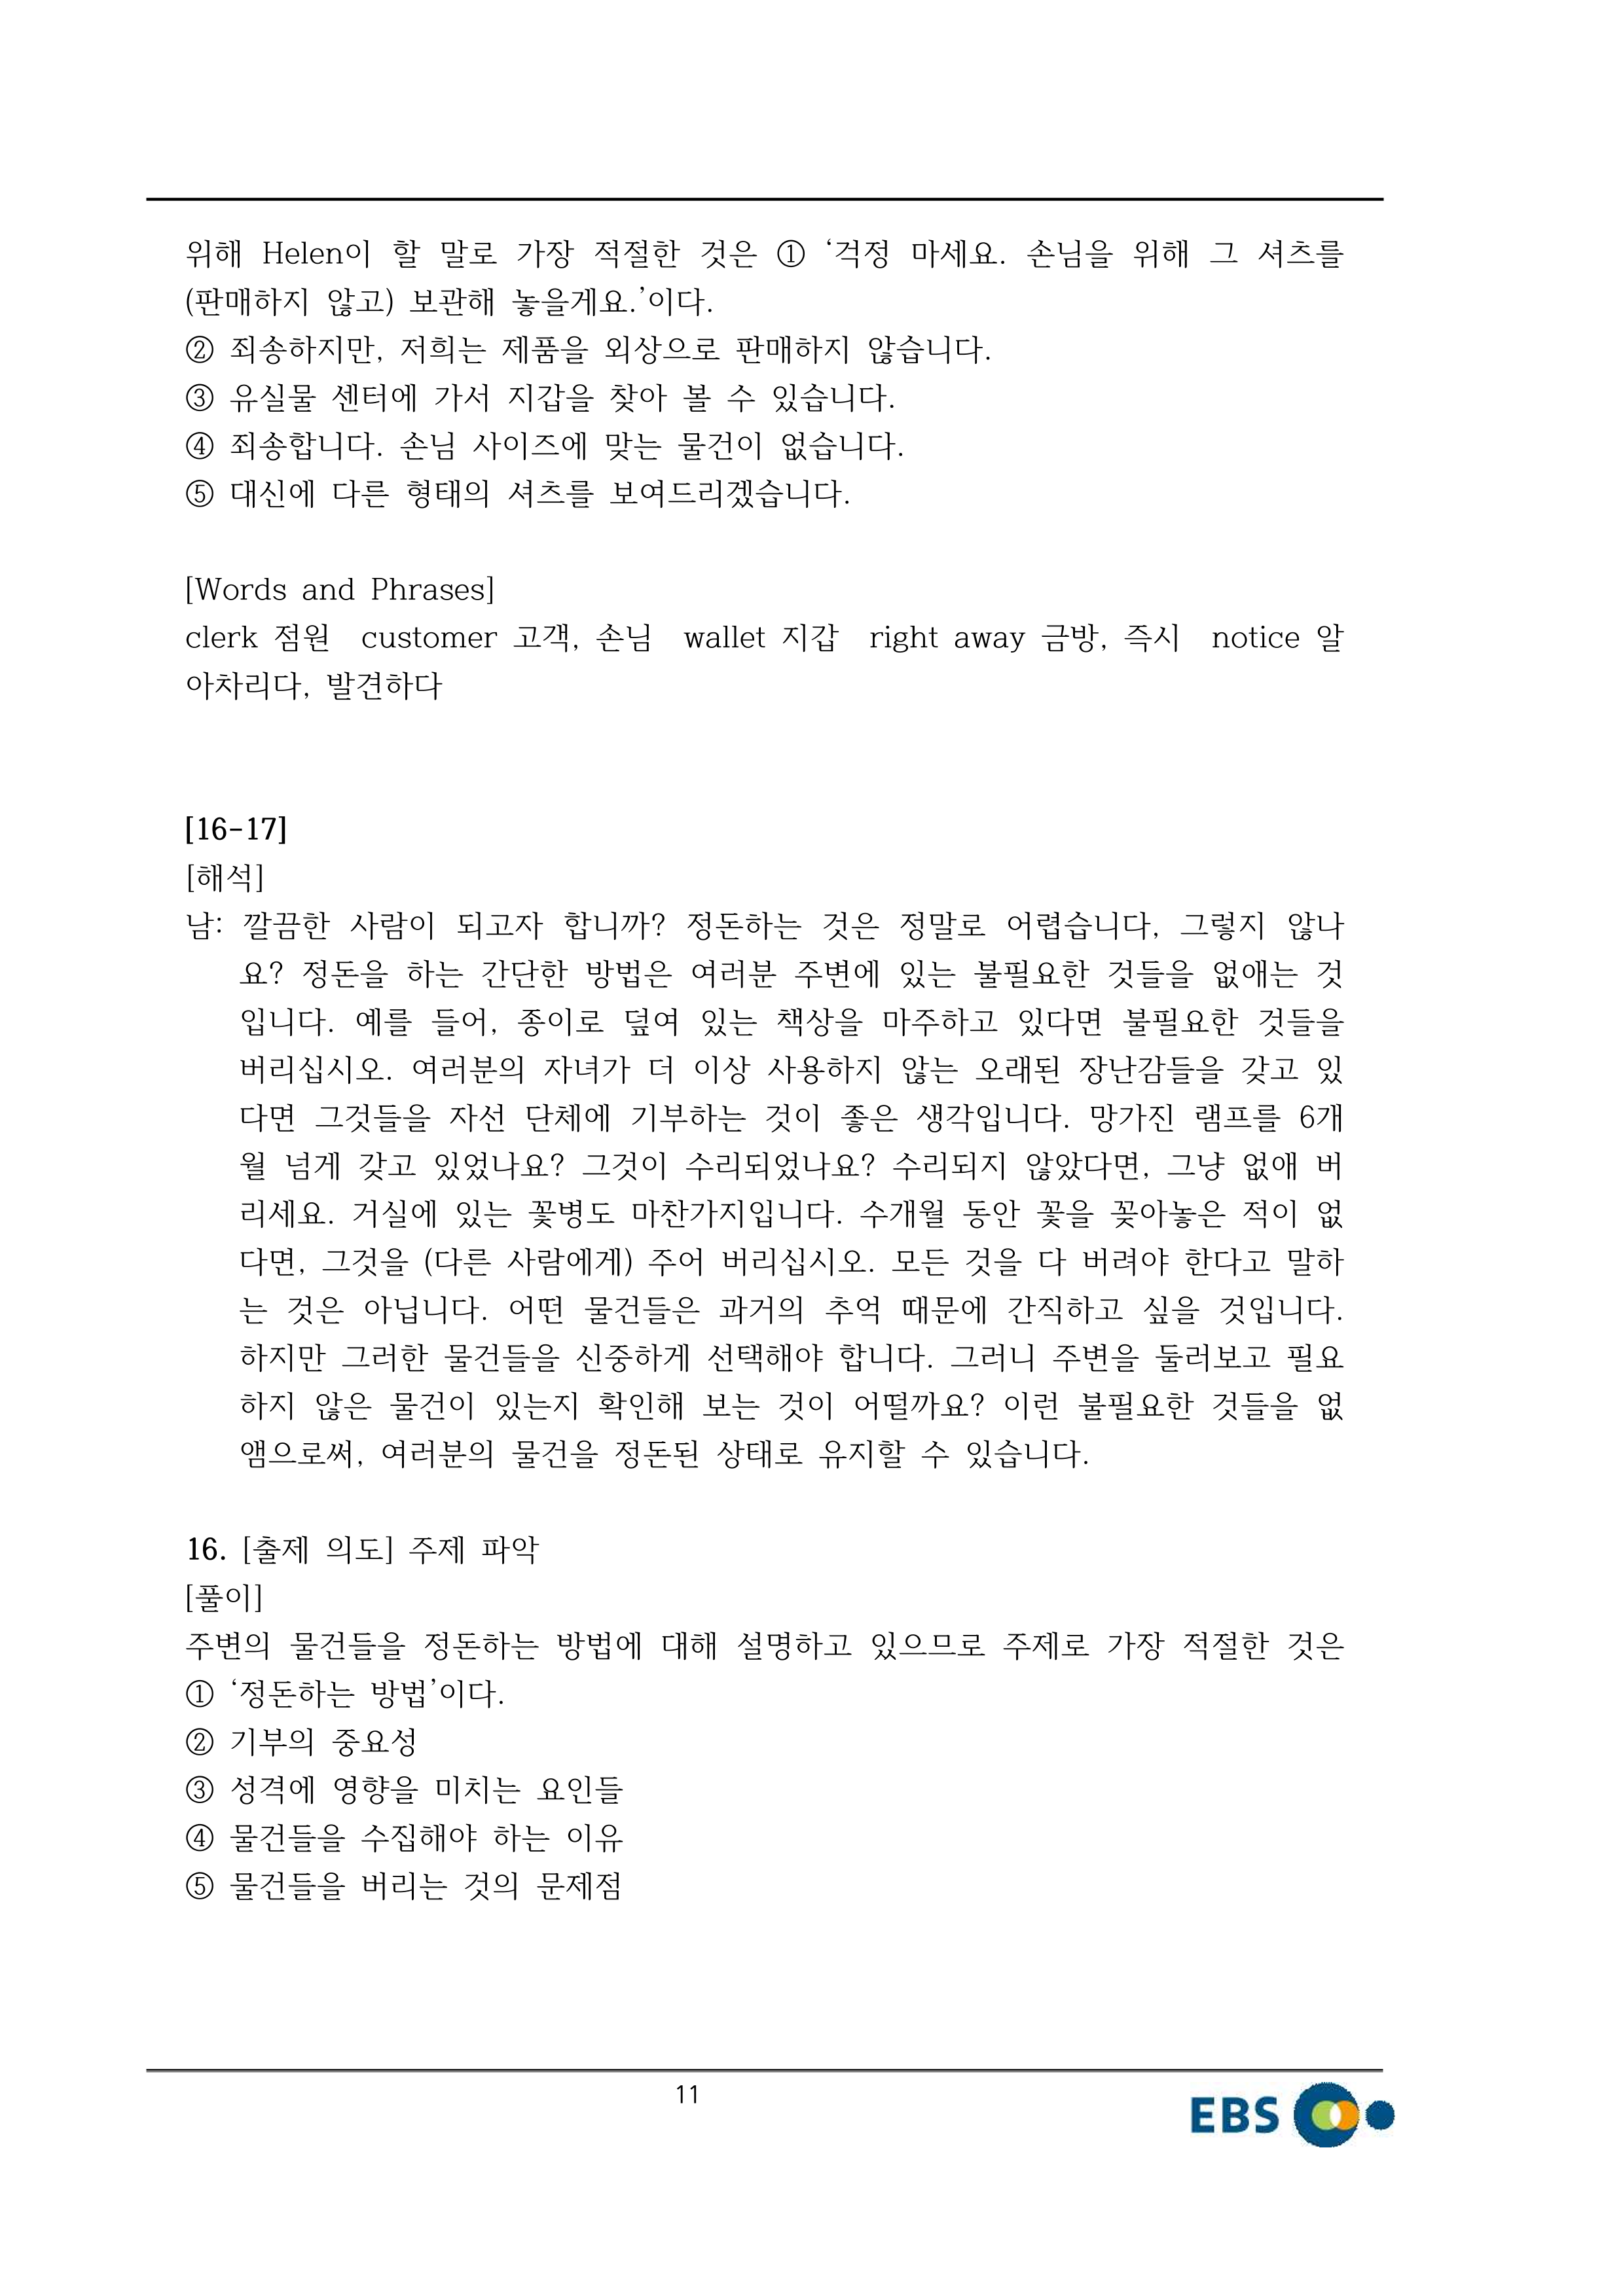 위해 Helen이 할 말로 가장 적절한 것은 ① ‘걱정 마세요. 손님을 위해 그 셔츠를
(판매하지 않고) 보관해 놓을게요.’이다.
② 죄송하지만, 저희는 제품을 외상으로 판매하지 않습니다.
③ 유실물 센터에 가서 지갑을 찾아 볼 수 있습니다.
④ 죄송합니다. 손님 사이즈에 맞는 물건이 없습니다.
⑤ 대신에 다른 형태의 셔츠를 보여드리겠습니다.
[Words and Phrases]
clerk 점원 customer 고객, 손님 wallet 지갑 right away 금방, 즉시 notice 알
아차리다, 발견하다
[16-17]
[해석]
남: 깔끔한 사람이 되고자 합니까? 정돈하는 것은 정말로 어렵습니다, 그렇지 않나
요? 정돈을 하는 간단한 방법은 여러분 주변에 있는 불필요한 것들을 없애는 것
입니다. 예를 들어, 종이로 덮여 있는 책상을 마주하고 있다면 불필요한 것들을
버리십시오. 여러분의 자녀가 더 이상 사용하지 않는 오래된 장난감들을 갖고 있
다면 그것들을 자선 단체에 기부하는 것이 좋은 생각입니다. 망가진 램프를 6개
월 넘게 갖고 있었나요? 그것이 수리되었나요? 수리되지 않았다면, 그냥 없애 버
리세요. 거실에 있는 꽃병도 마찬가지입니다. 수개월 동안 꽃을 꽂아놓은 적이 없
다면, 그것을 (다른 사람에게) 주어 버리십시오. 모든 것을 다 버려야 한다고 말하
는 것은 아닙니다. 어떤 물건들은 과거의 추억 때문에 간직하고 싶을 것입니다.
하지만 그러한 물건들을 신중하게 선택해야 합니다. 그러니 주변을 둘러보고 필요
하지 않은 물건이 있는지 확인해 보는 것이 어떨까요? 이런 불필요한 것들을 없
앰으로써, 여러분의 물건을 정돈된 상태로 유지할 수 있습니다.
16. [출제 의도] 주제 파악
[풀이]
주변의 물건들을 정돈하는 방법에 대해 설명하고 있으므로 주제로 가장 적절한 것은
① ‘정돈하는 방법’이다.
② 기부의 중요성
③ 성격에 영향을 미치는 요인들
④ 물건들을 수집해야 하는 이유
⑤ 물건들을 버리는 것의 문제점
11
EBS